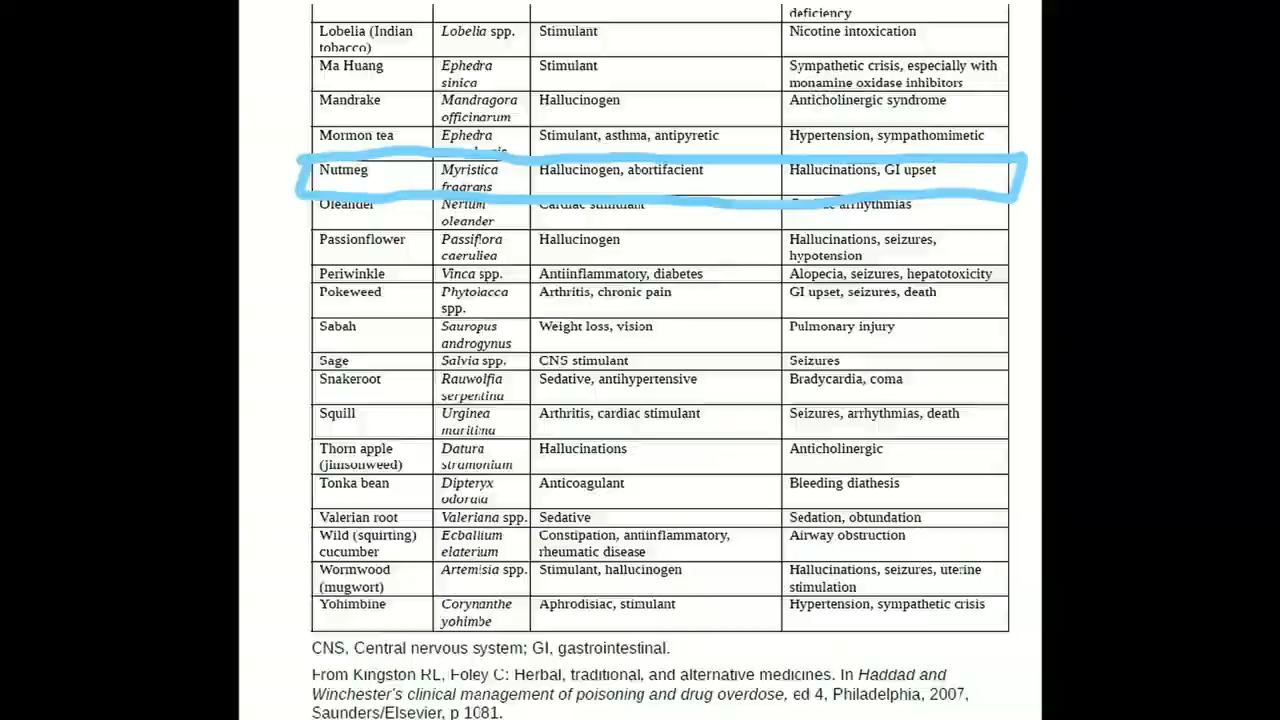 deficiency
Lobelia (Indian tobacco) Lobelia spp. Stimulant Nicotine intoxication
Ma Huang Ephedra sinica Stimulant Sympathetic crisis, especially with monamine oxidase inhibitors
Mandrake Mandragora officinarum Hallucinogen Anticholinergic syndrome
Mormon tea Ephedra Stimulant, asthma, antipyretic Hypertension, sympathomimetic
Nutmeg Myristica fragrans Hallucinogen, abortifacient Hallucinations, GI upset
Oleander Nerium oleander Cardiac stimulant arrhythmias
Passionflower Passiflora caeruliea Hallucinogen Hallucinations, seizures, hypotension
Periwinkle Vinca spp. Antiinflammatory, diabetes Alopecia, seizures, hepatotoxicity
Pokeweed Phytolacca spp. Arthritis, chronic pain GI upset, seizures, death
Sabah Sauropus androgynus Weight loss, vision Pulmonary injury
Sage Salvia spp. CNS stimulant Seizures
Snakeroot Rauwolfia serpentina Sedative, antihypertensive Bradycardia, coma
Squill Urginea maritima Arthritis, cardiac stimulant Seizures, arrhythmias, death
Thorn apple (jimsonweed) Datura stramonium Hallucinations Anticholinergic
Tonka bean Dipteryx odorata Anticoagulant Bleeding diathesis
Valerian root Valeriana spp. Sedative Sedation, obtundation
Wild (squirting) cucumber Ecballium elaterium Constipation, antiinflammatory, rheumatic disease Airway obstruction
Wormwood (mugwort) Artemisia spp. Stimulant, hallucinogen Hallucinations, seizures, uterine stimulation
Yohimbine Corynanthe yohimbe Aphrodisiac, stimulant Hypertension, sympathetic crisis
CNS, Central nervous system; GI, gastrointestinal.
From Kingston RL, Foley C: Herbal, traditional, and alternative medicines. In Haddad and
Winchester's clinical management of poisoning and drug overdose, ed 4, Philadelphia, 2007,
Saunders/Elsevier, p 1081.